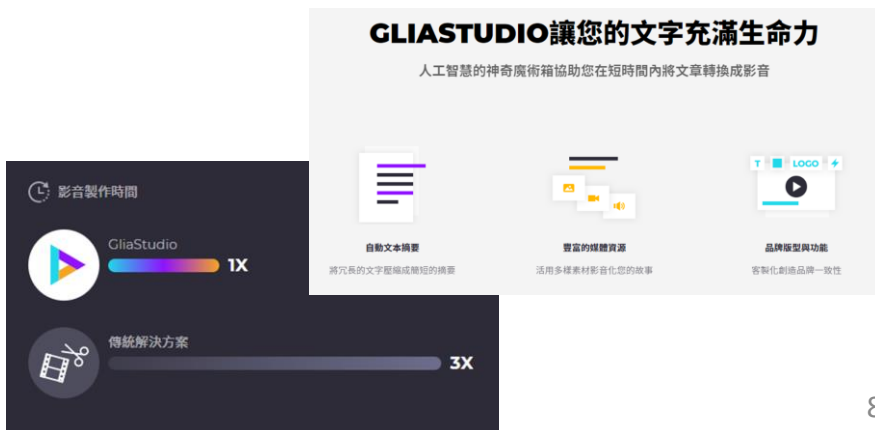 GLIASTUDIO讓您的文字充滿生命力
人工智慧的神奇魔術箱協助您在短時間內將文章轉換成影音
T LOGO
自動文本摘要
將冗長的文字壓縮成簡短的摘要
豐富的媒體資源
活用多樣素材影音化您的故事
品牌版型與功能
客製化創造品牌一致性
影音製作時間
GliaStudio
1X
傳統解決方案
3X
8